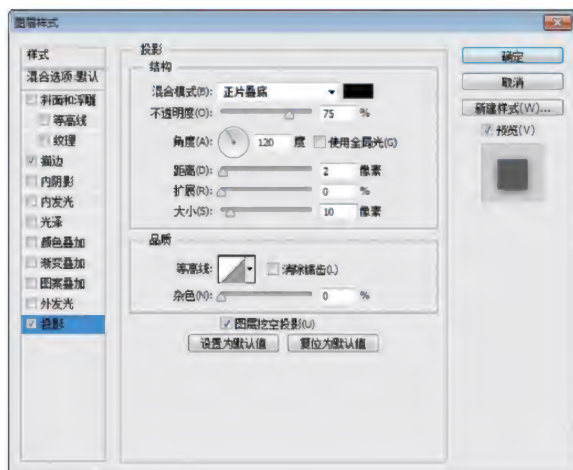 图层样式
样式
混合选项:默认
斜面和浮雕
等高线
纹理
描边
内阴影
内发光
光泽
颜色叠加
渐变叠加
图案叠加
外发光
投影
投影
结构
混合模式(B): 正片叠底
不透明度(O): 75 %
角度(A): 120 度 使用全局光(G)
距离(D): 2 像素
扩展(R): 0 %
大小(S): 10 像素
品质
等高线: 消除锯齿(L)
杂色(N): 0 %
图层挖空投影(U)
设置为默认值 复位为默认值
确定
取消
新建样式(W)...
预览(V)